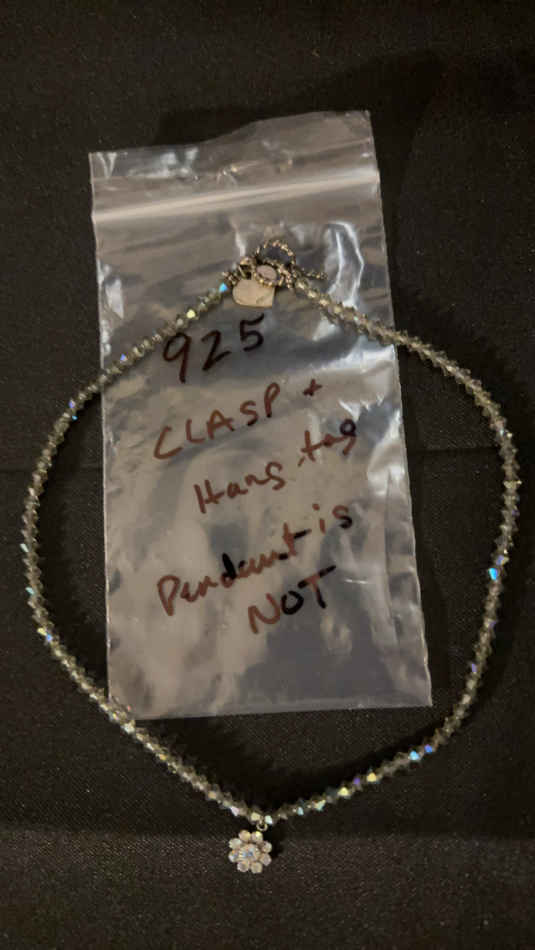 925
CLASP +
Hang tag
Pendant is
NOT